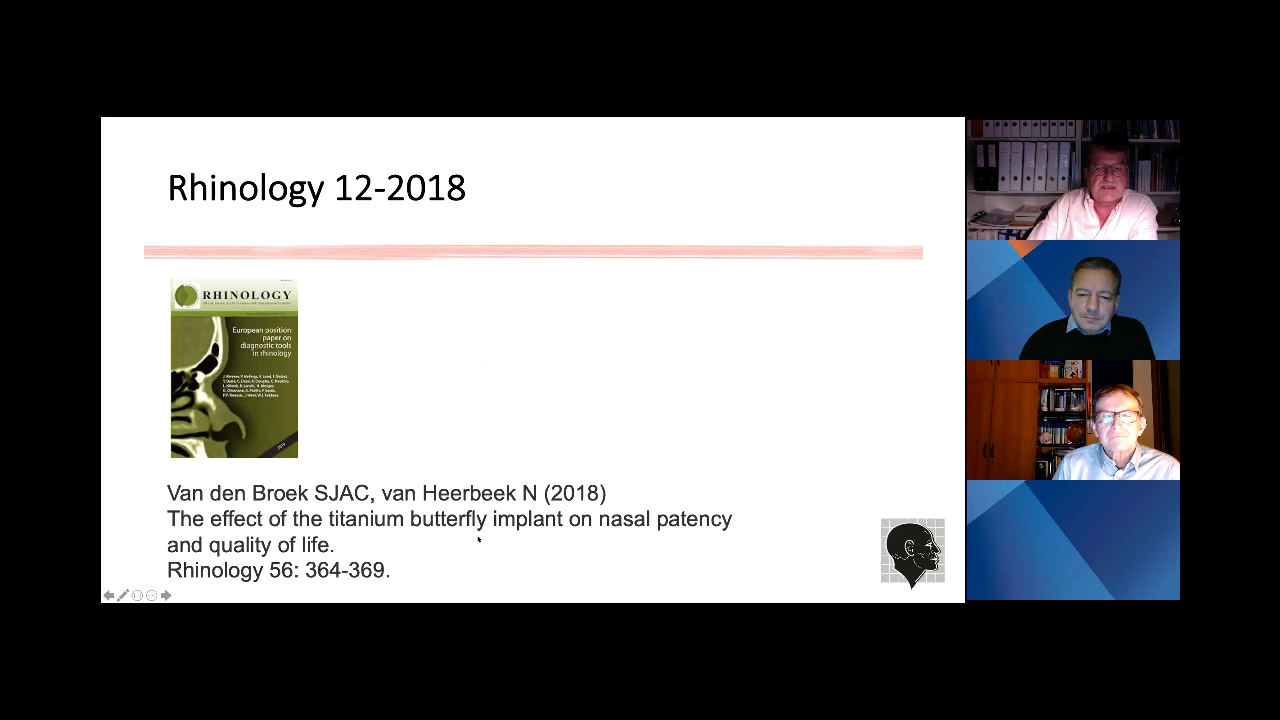 Rhinology 12-2018
RHINOLOGY
European position
paper on
diagnostic tools
in rhinology
Van den Broek SJAC, van Heerbeek N (2018)
The effect of the titanium butterfly implant on nasal patency
and quality of life.
Rhinology 56: 364-369.